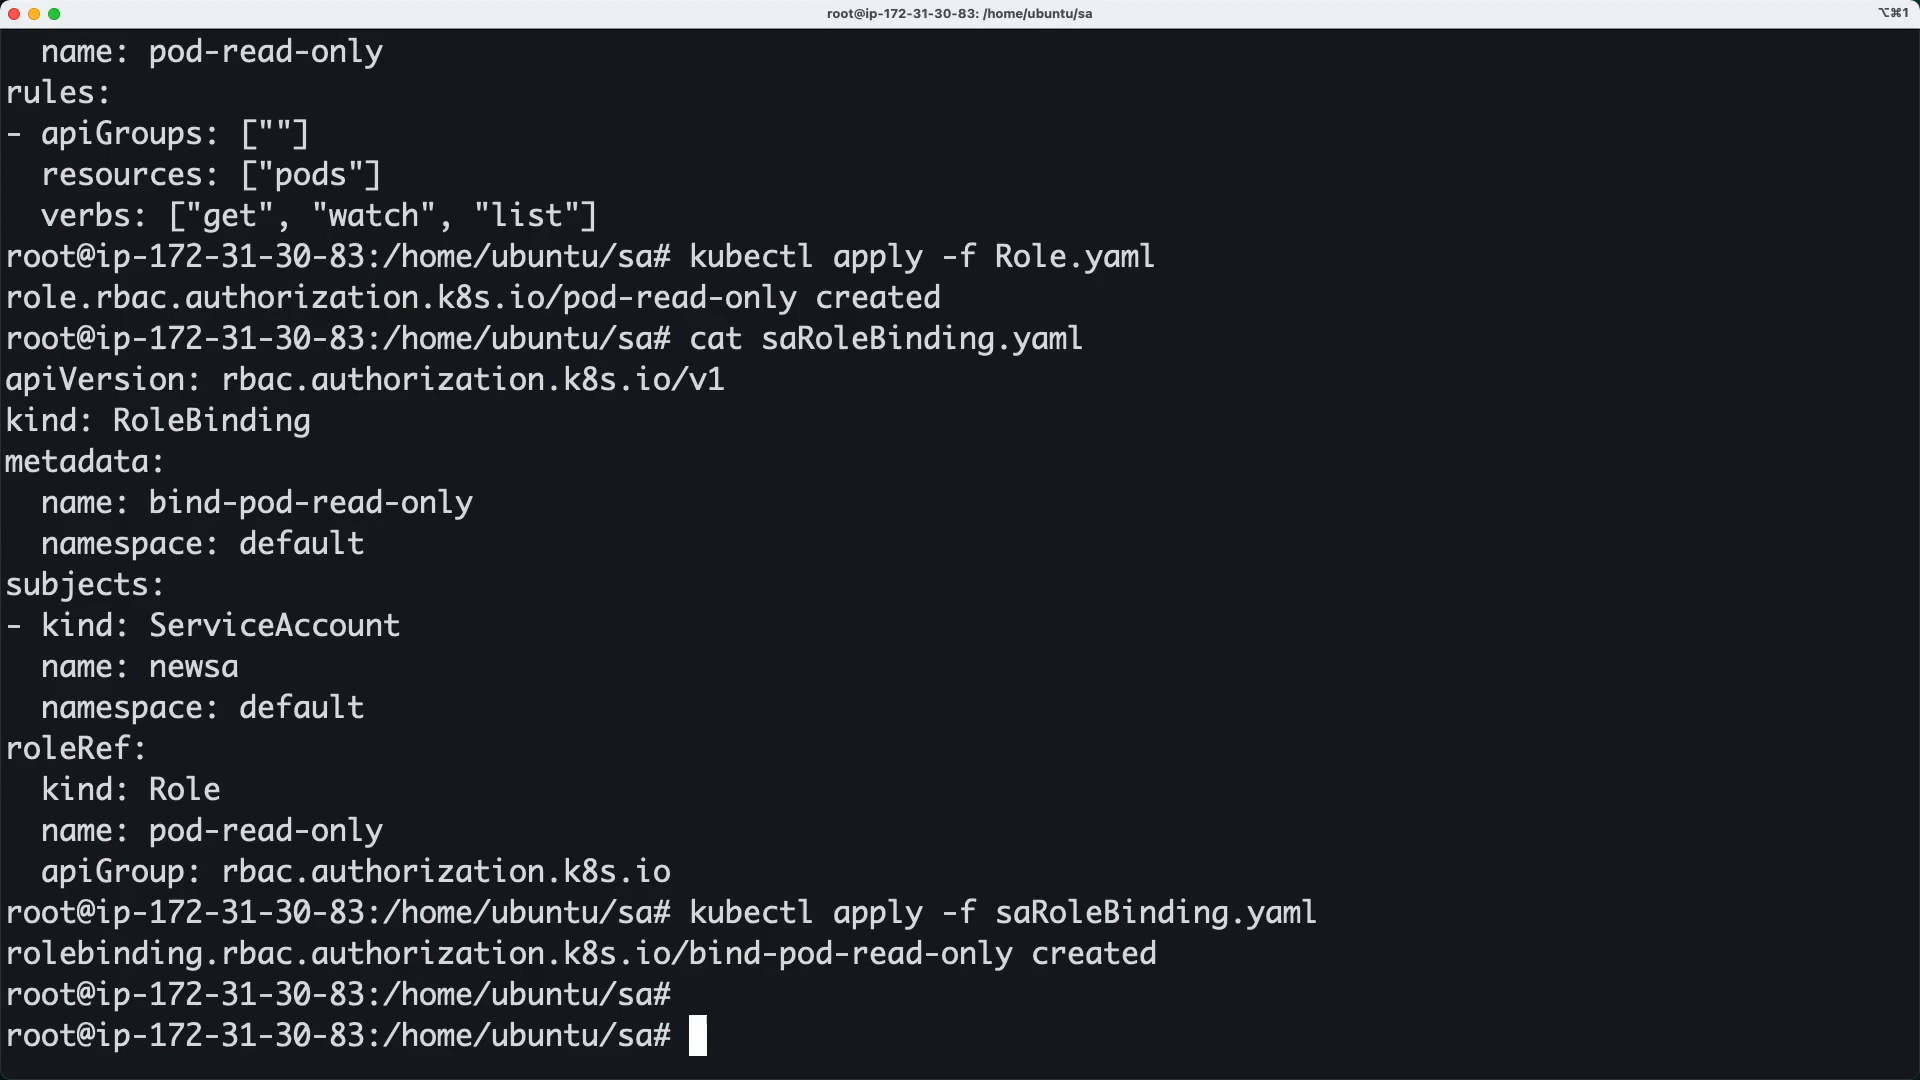 root@ip-172-31-30-83: /home/ubuntu/sa
⌥⌘1
  name: pod-read-only
rules:
- apiGroups: [""]
  resources: ["pods"]
  verbs: ["get", "watch", "list"]
root@ip-172-31-30-83:/home/ubuntu/sa# kubectl apply -f Role.yaml
role.rbac.authorization.k8s.io/pod-read-only created
root@ip-172-31-30-83:/home/ubuntu/sa# cat saRoleBinding.yaml
apiVersion: rbac.authorization.k8s.io/v1
kind: RoleBinding
metadata:
  name: bind-pod-read-only
  namespace: default
subjects:
- kind: ServiceAccount
  name: newsa
  namespace: default
roleRef:
  kind: Role
  name: pod-read-only
  apiGroup: rbac.authorization.k8s.io
root@ip-172-31-30-83:/home/ubuntu/sa# kubectl apply -f saRoleBinding.yaml
rolebinding.rbac.authorization.k8s.io/bind-pod-read-only created
root@ip-172-31-30-83:/home/ubuntu/sa#
root@ip-172-31-30-83:/home/ubuntu/sa#